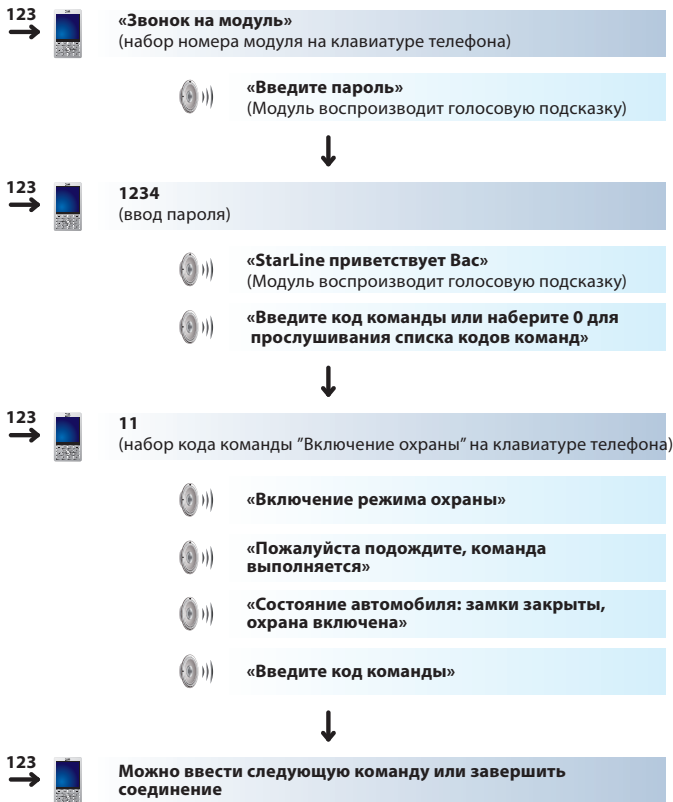 123
«Звонок на модуль»
(набор номера модуля на клавиатуре телефона)
«Введите пароль»
(Модуль воспроизводит голосовую подсказку)
123
1234
(ввод пароля)
«StarLine приветствует Вас»
(Модуль воспроизводит голосовую подсказку)
«Введите код команды или наберите 0 для
прослушивания списка кодов команд»
123
11
(набор кода команды "Включение охраны" на клавиатуре телефона)
«Включение режима охраны»
«Пожалуйста подождите, команда
выполняется»
«Состояние автомобиля: замки закрыты,
охрана включена»
«Введите код команды»
123
Можно ввести следующую команду или завершить
соединение